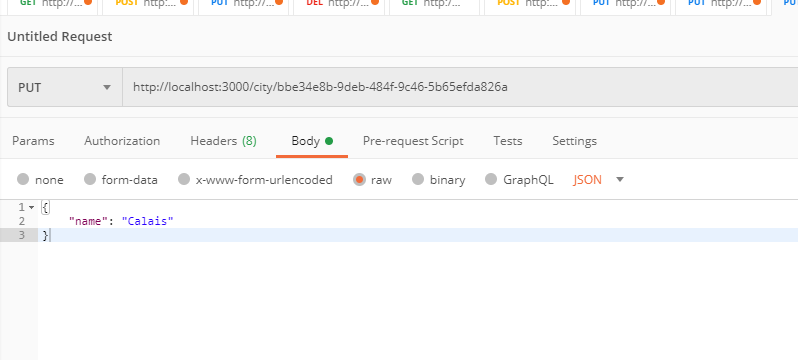 GET http://... POST http:... PUT http://... DEL http://... GET http:/... POST http://... PUT http://... PUT http://... PU
Untitled Request
PUT http://localhost:3000/city/bbe34e8b-9deb-484f-9c46-5b65efda826a
Params Authorization Headers (8) Body Pre-request Script Tests Settings
none form-data x-www-form-urlencoded raw binary GraphQL JSON
1 {
2 "name": "Calais"
3 }